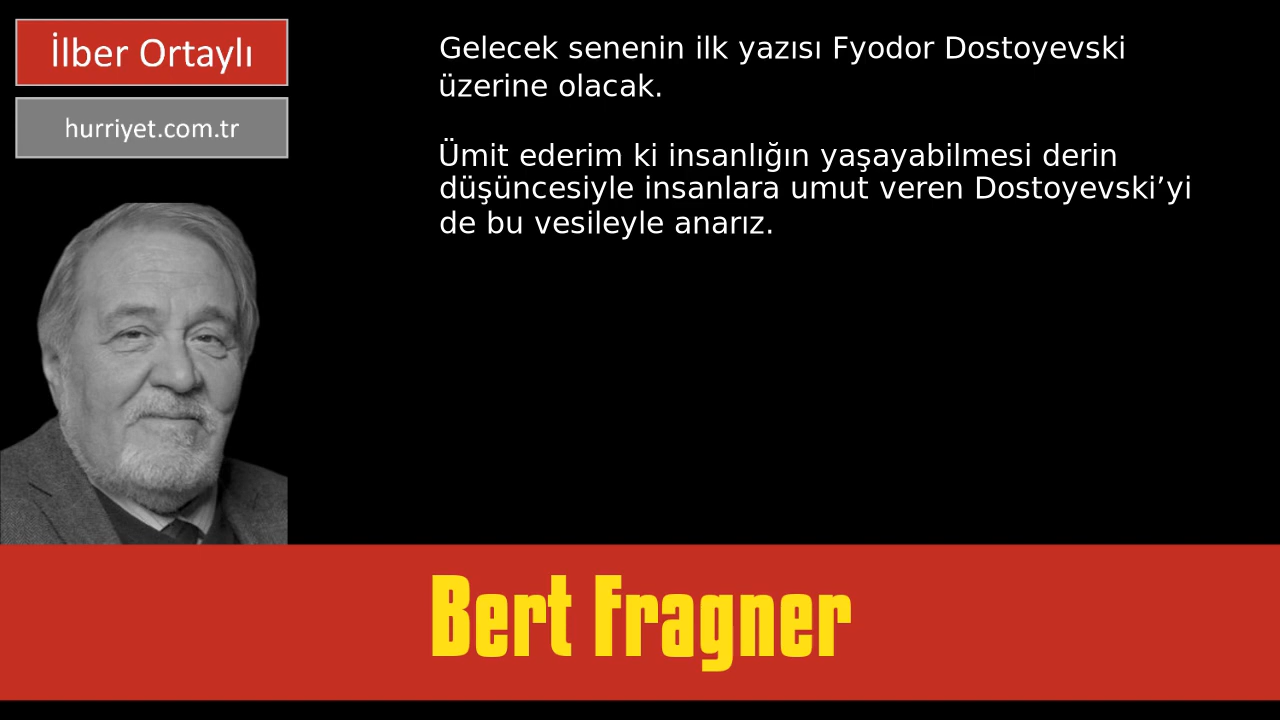 İlber Ortaylı
hurriyet.com.tr
Gelecek senenin ilk yazısı Fyodor Dostoyevski
üzerine olacak.
Ümit ederim ki insanlığın yaşayabilmesi derin
düşüncesiyle insanlara umut veren Dostoyevski’yi
de bu vesileyle anarız.
Bert Fragner